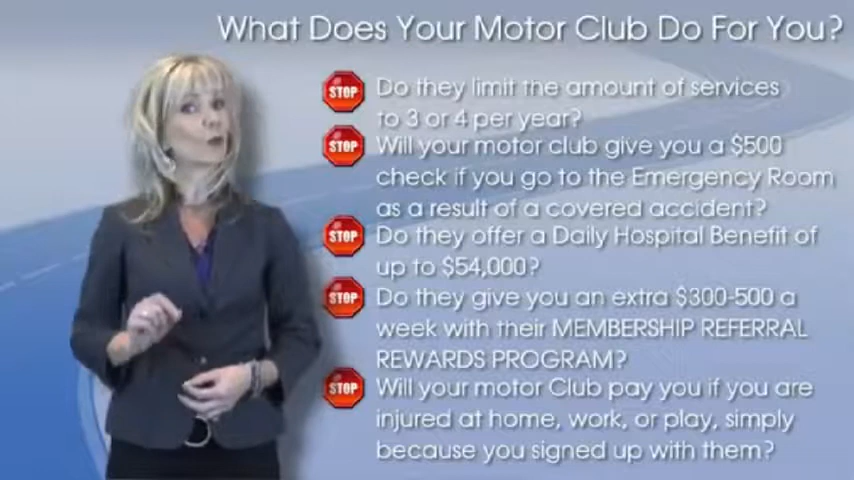 What Does Your Motor Club Do For You?
STOP Do they limit the amount of services
to 3 or 4 per year?
STOP Will your motor club give you a $500
check if you go to the Emergency Room
as a result of a covered accident?
STOP Do they offer a Daily Hospital Benefit of
up to $54,000?
STOP Do they give you an extra $300-500 a
week with their MEMBERSHIP REFERRAL
REWARDS PROGRAM?
STOP Will your motor Club pay you if you are
injured at home, work, or play, simply
because you signed up with them?